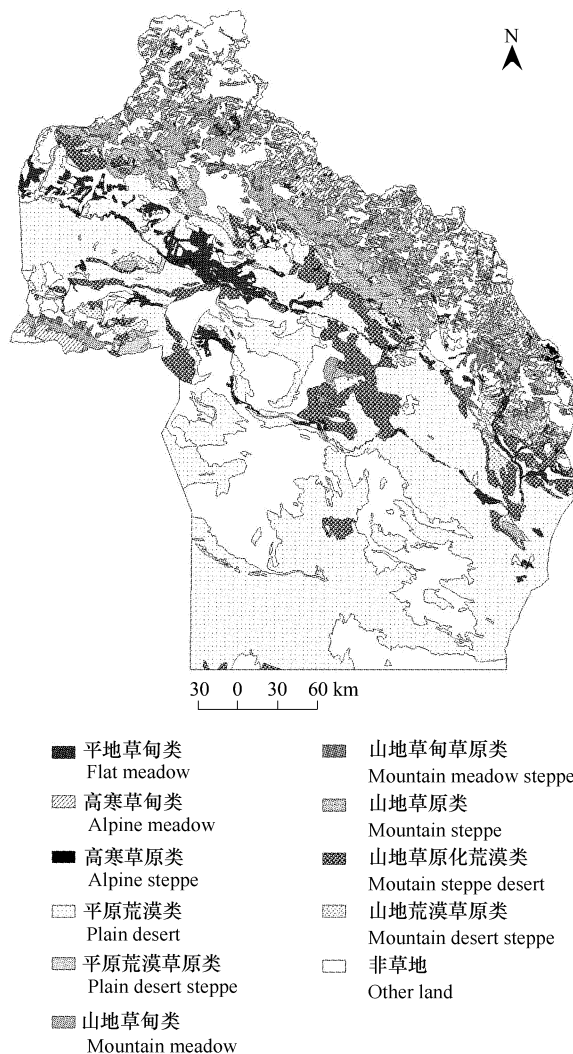 N
30 0 30 60 km
平地草甸类
Flat meadow
高寒草甸类
Alpine meadow
高寒草原类
Alpine steppe
平原荒漠类
Plain desert
平原荒漠草原类
Plain desert steppe
山地草甸类
Mountain meadow
山地草甸草原类
Mountain meadow steppe
山地草原类
Mountain steppe
山地草原化荒漠类
Moutain steppe desert
山地荒漠草原类
Mountain desert steppe
非草地
Other land